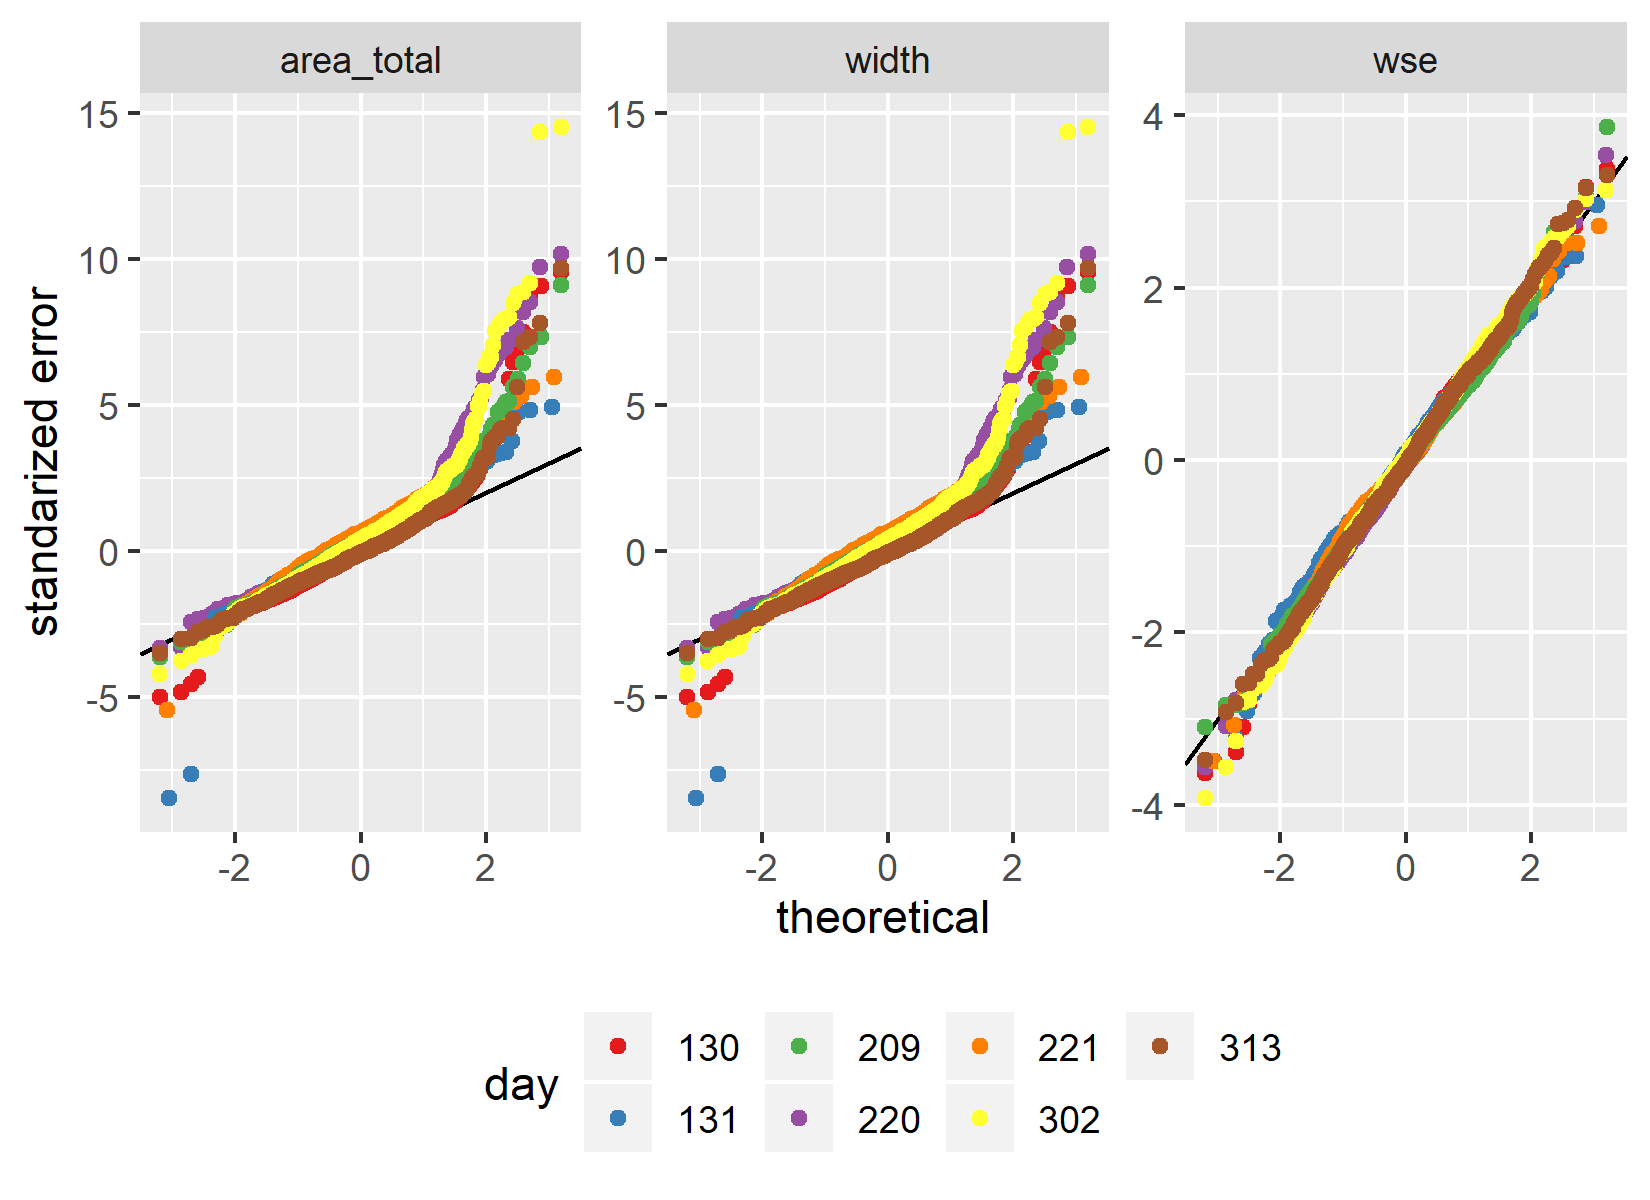 area_total width wse
15 15 4
10 10 2
5 5 0
0 0 -2
-5 -5 -4
standarized error
-2 0 2 -2 0 2 -2 0 2
theoretical
day
130 209 221 313
131 220 302